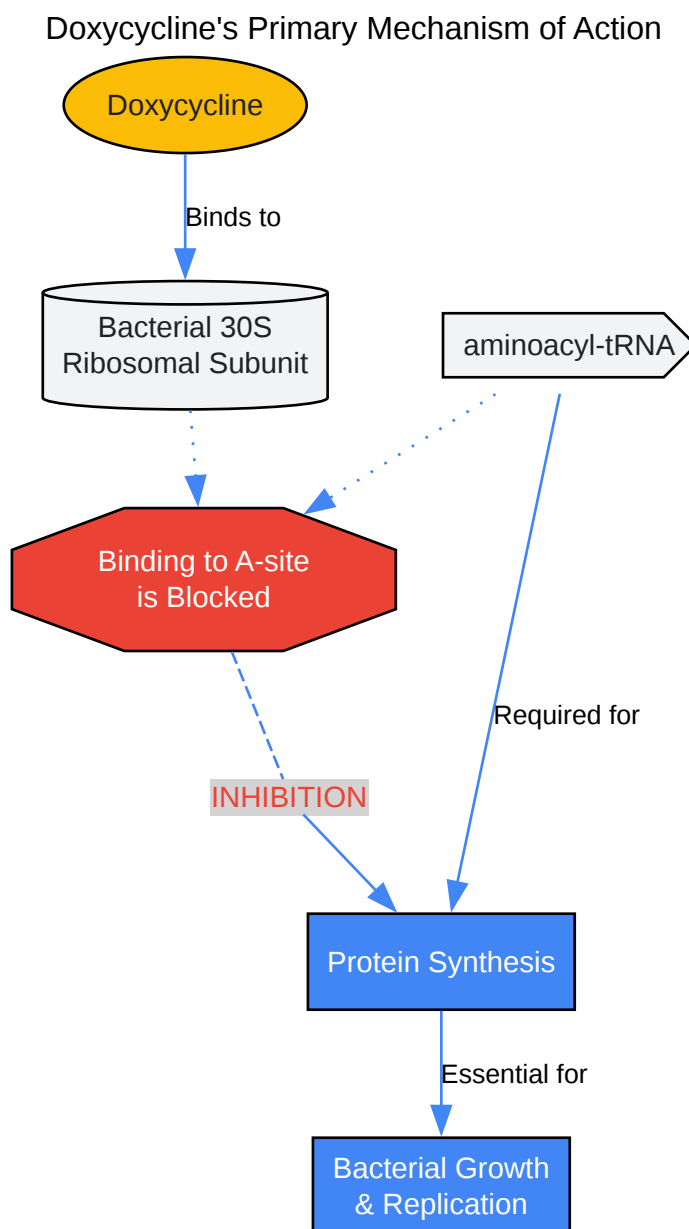 Doxycycline's Primary Mechanism of Action
Doxycycline
Binds to
Bacterial 30S
Ribosomal Subunit
aminoacyl-tRNA
Binding to A-site
is Blocked
Required for
INHIBITION
Protein Synthesis
Essential for
Bacterial Growth
& Replication